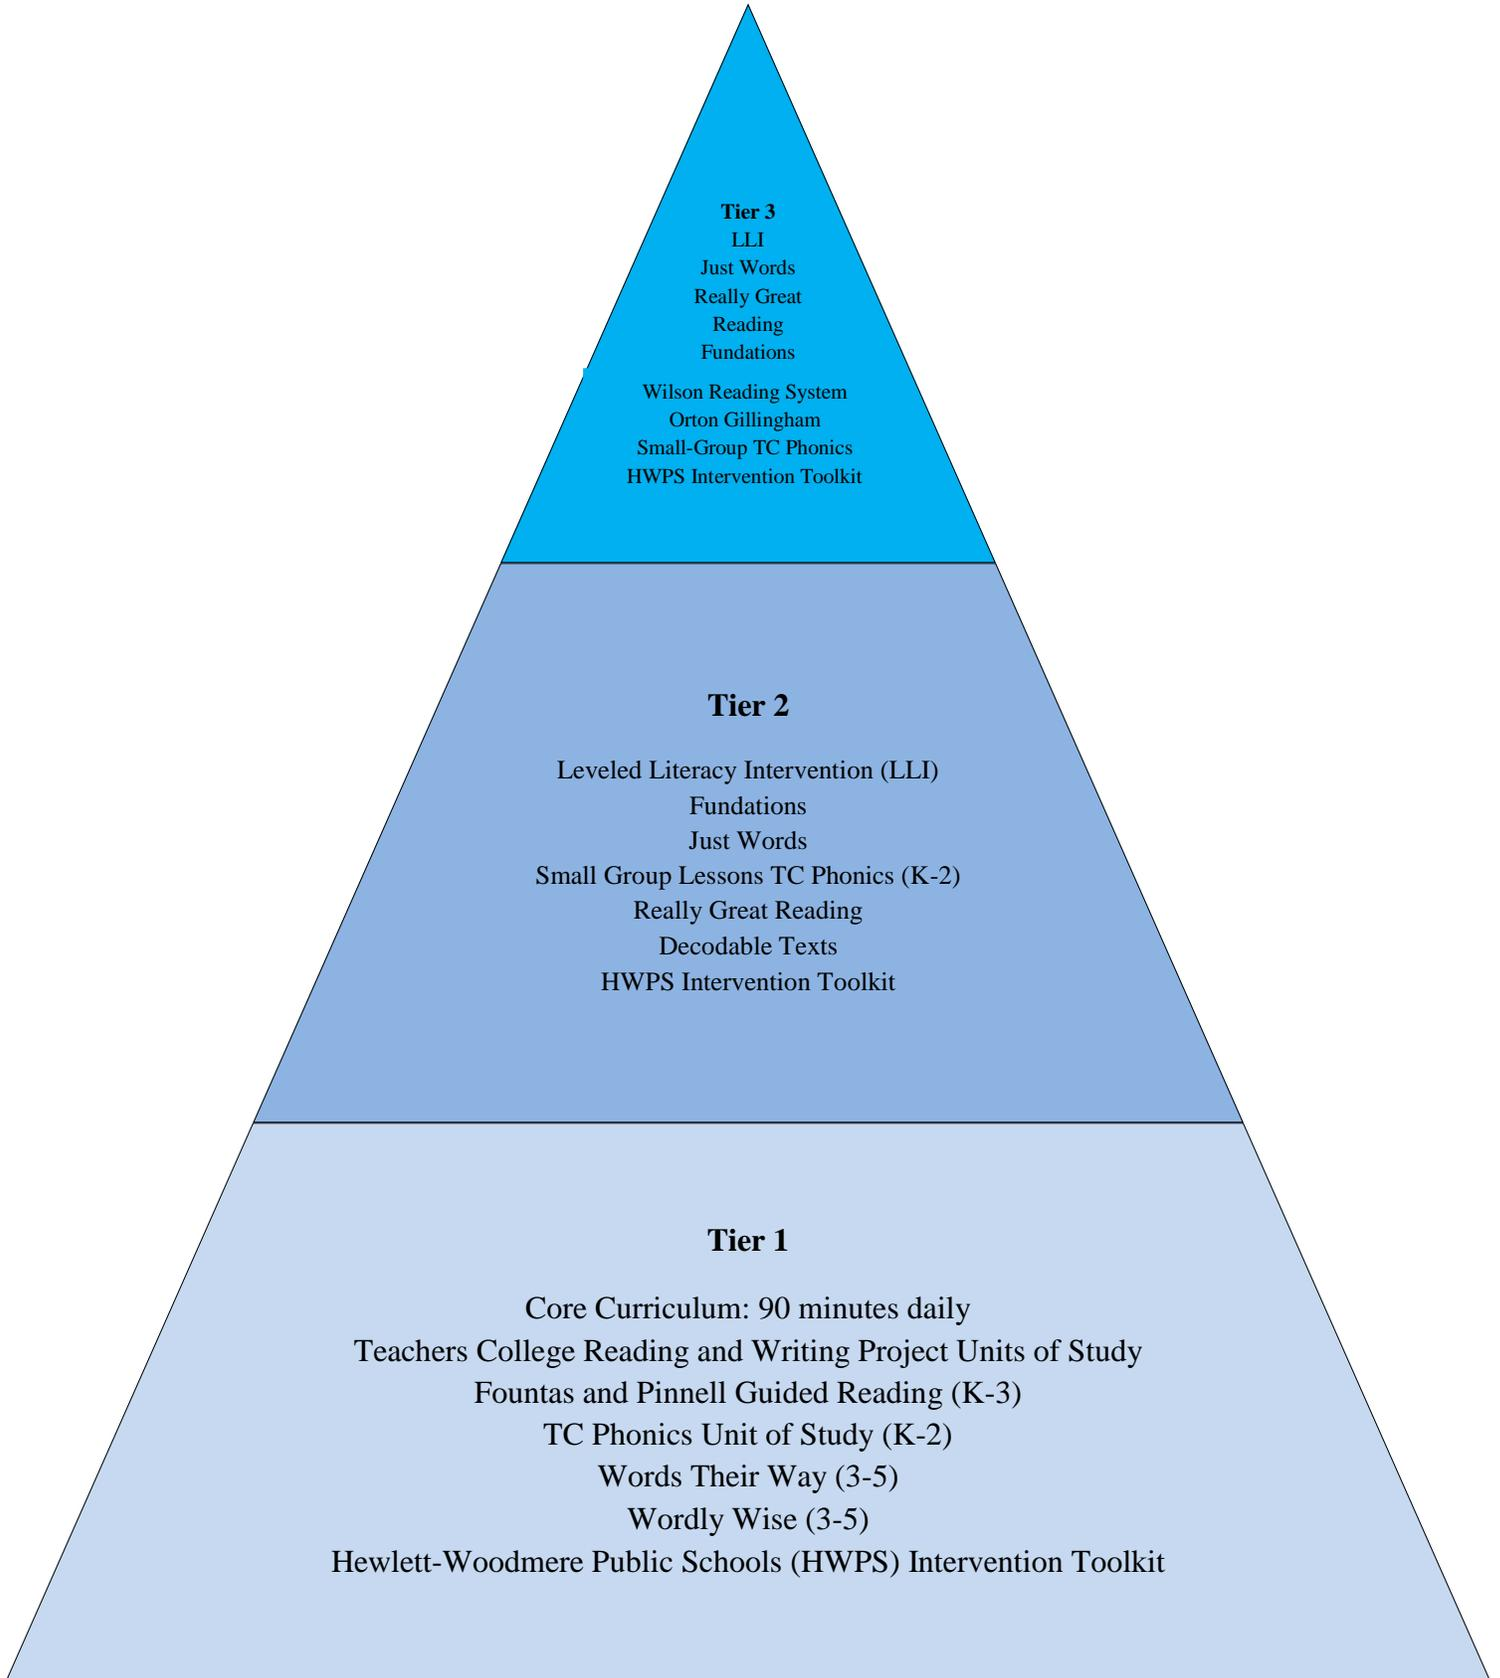 Tier 3
LLI
Just Words
Really Great
Reading
Fundations
Wilson Reading System
Orton Gillingham
Small-Group TC Phonics
HWPS Intervention Toolkit
Tier 2
Leveled Literacy Intervention (LLI)
Fundations
Just Words
Small Group Lessons TC Phonics (K-2)
Really Great Reading
Decodable Texts
HWPS Intervention Toolkit
Tier 1
Core Curriculum: 90 minutes daily
Teachers College Reading and Writing Project Units of Study
Fountas and Pinnell Guided Reading (K-3)
TC Phonics Unit of Study (K-2)
Words Their Way (3-5)
Wordly Wise (3-5)
Hewlett-Woodmere Public Schools (HWPS) Intervention Toolkit